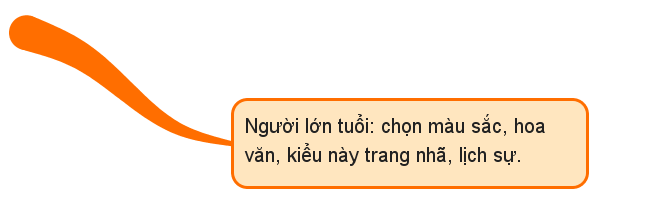 Người lớn tuổi: chọn màu sắc, hoa
văn, kiểu này trang nhã, lịch sự.